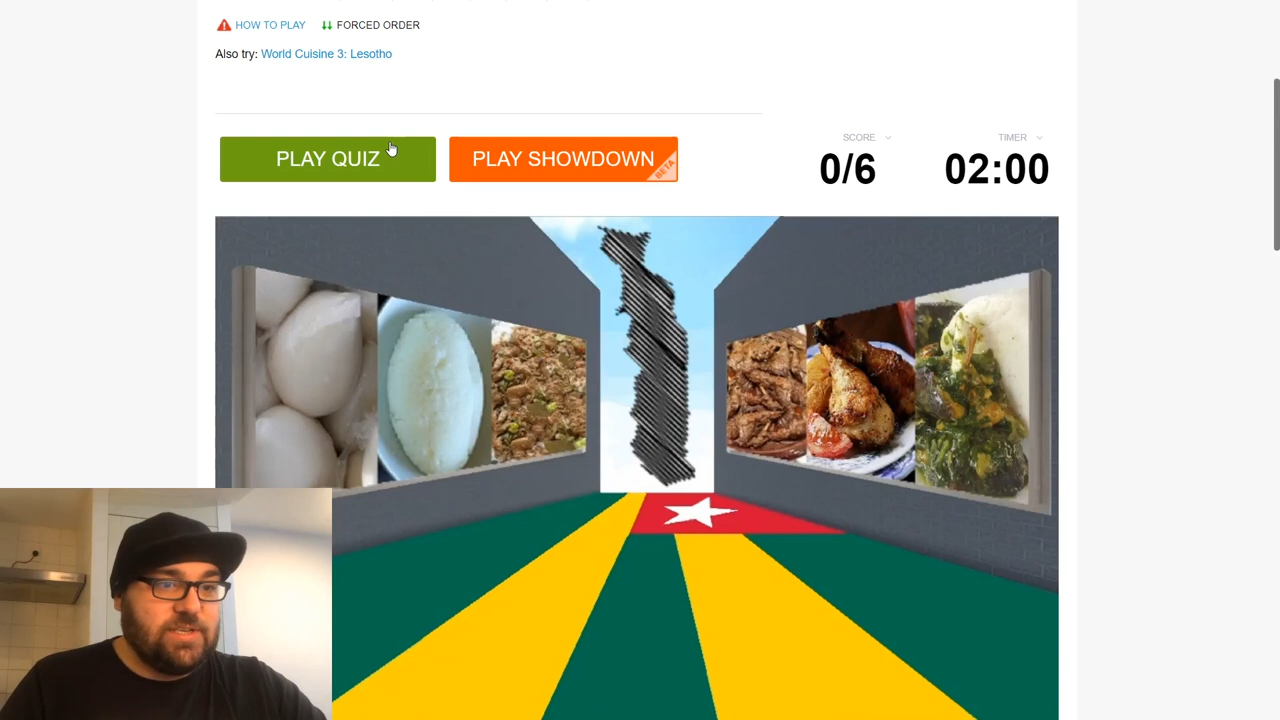 HOW TO PLAY FORCED ORDER
Also try: World Cuisine 3: Lesotho
PLAY QUIZ
PLAY SHOWDOWN
BETA
SCORE
0/6
TIMER
02:00